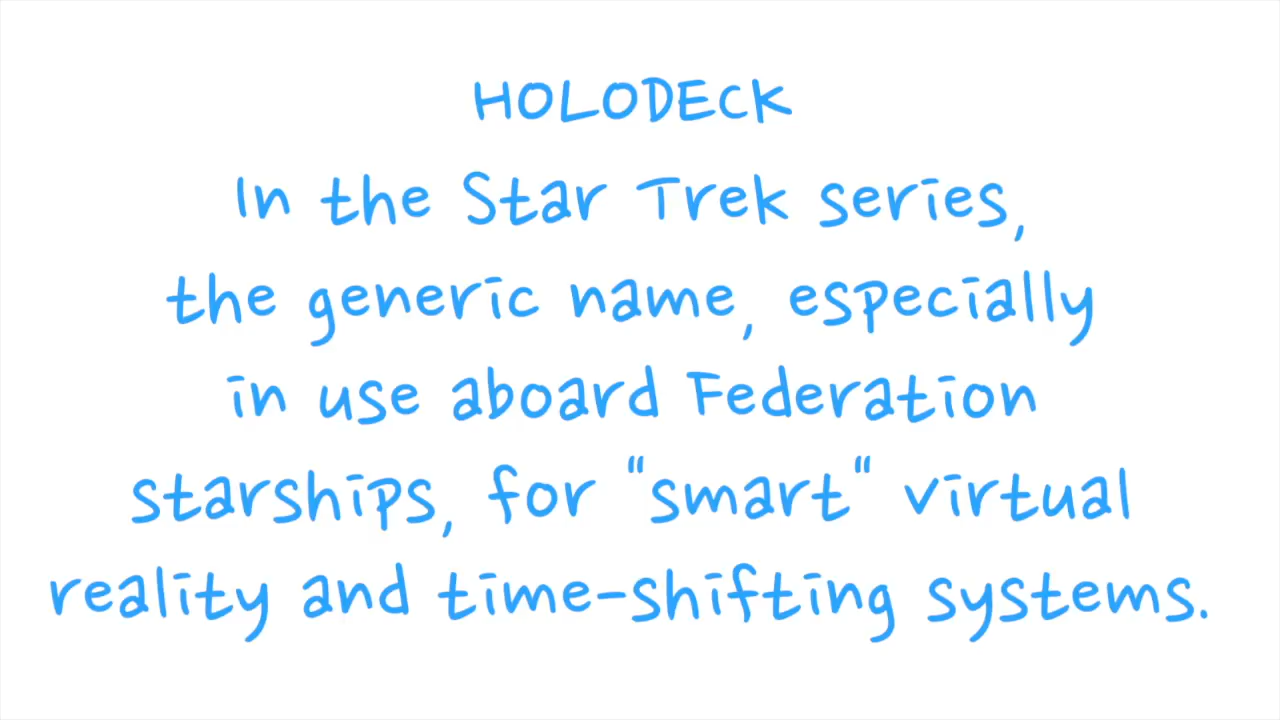 HOLODECK
In the Star Trek series,
the generic name, especially
in use aboard Federation
starships, for "smart" virtual
reality and time-shifting systems.